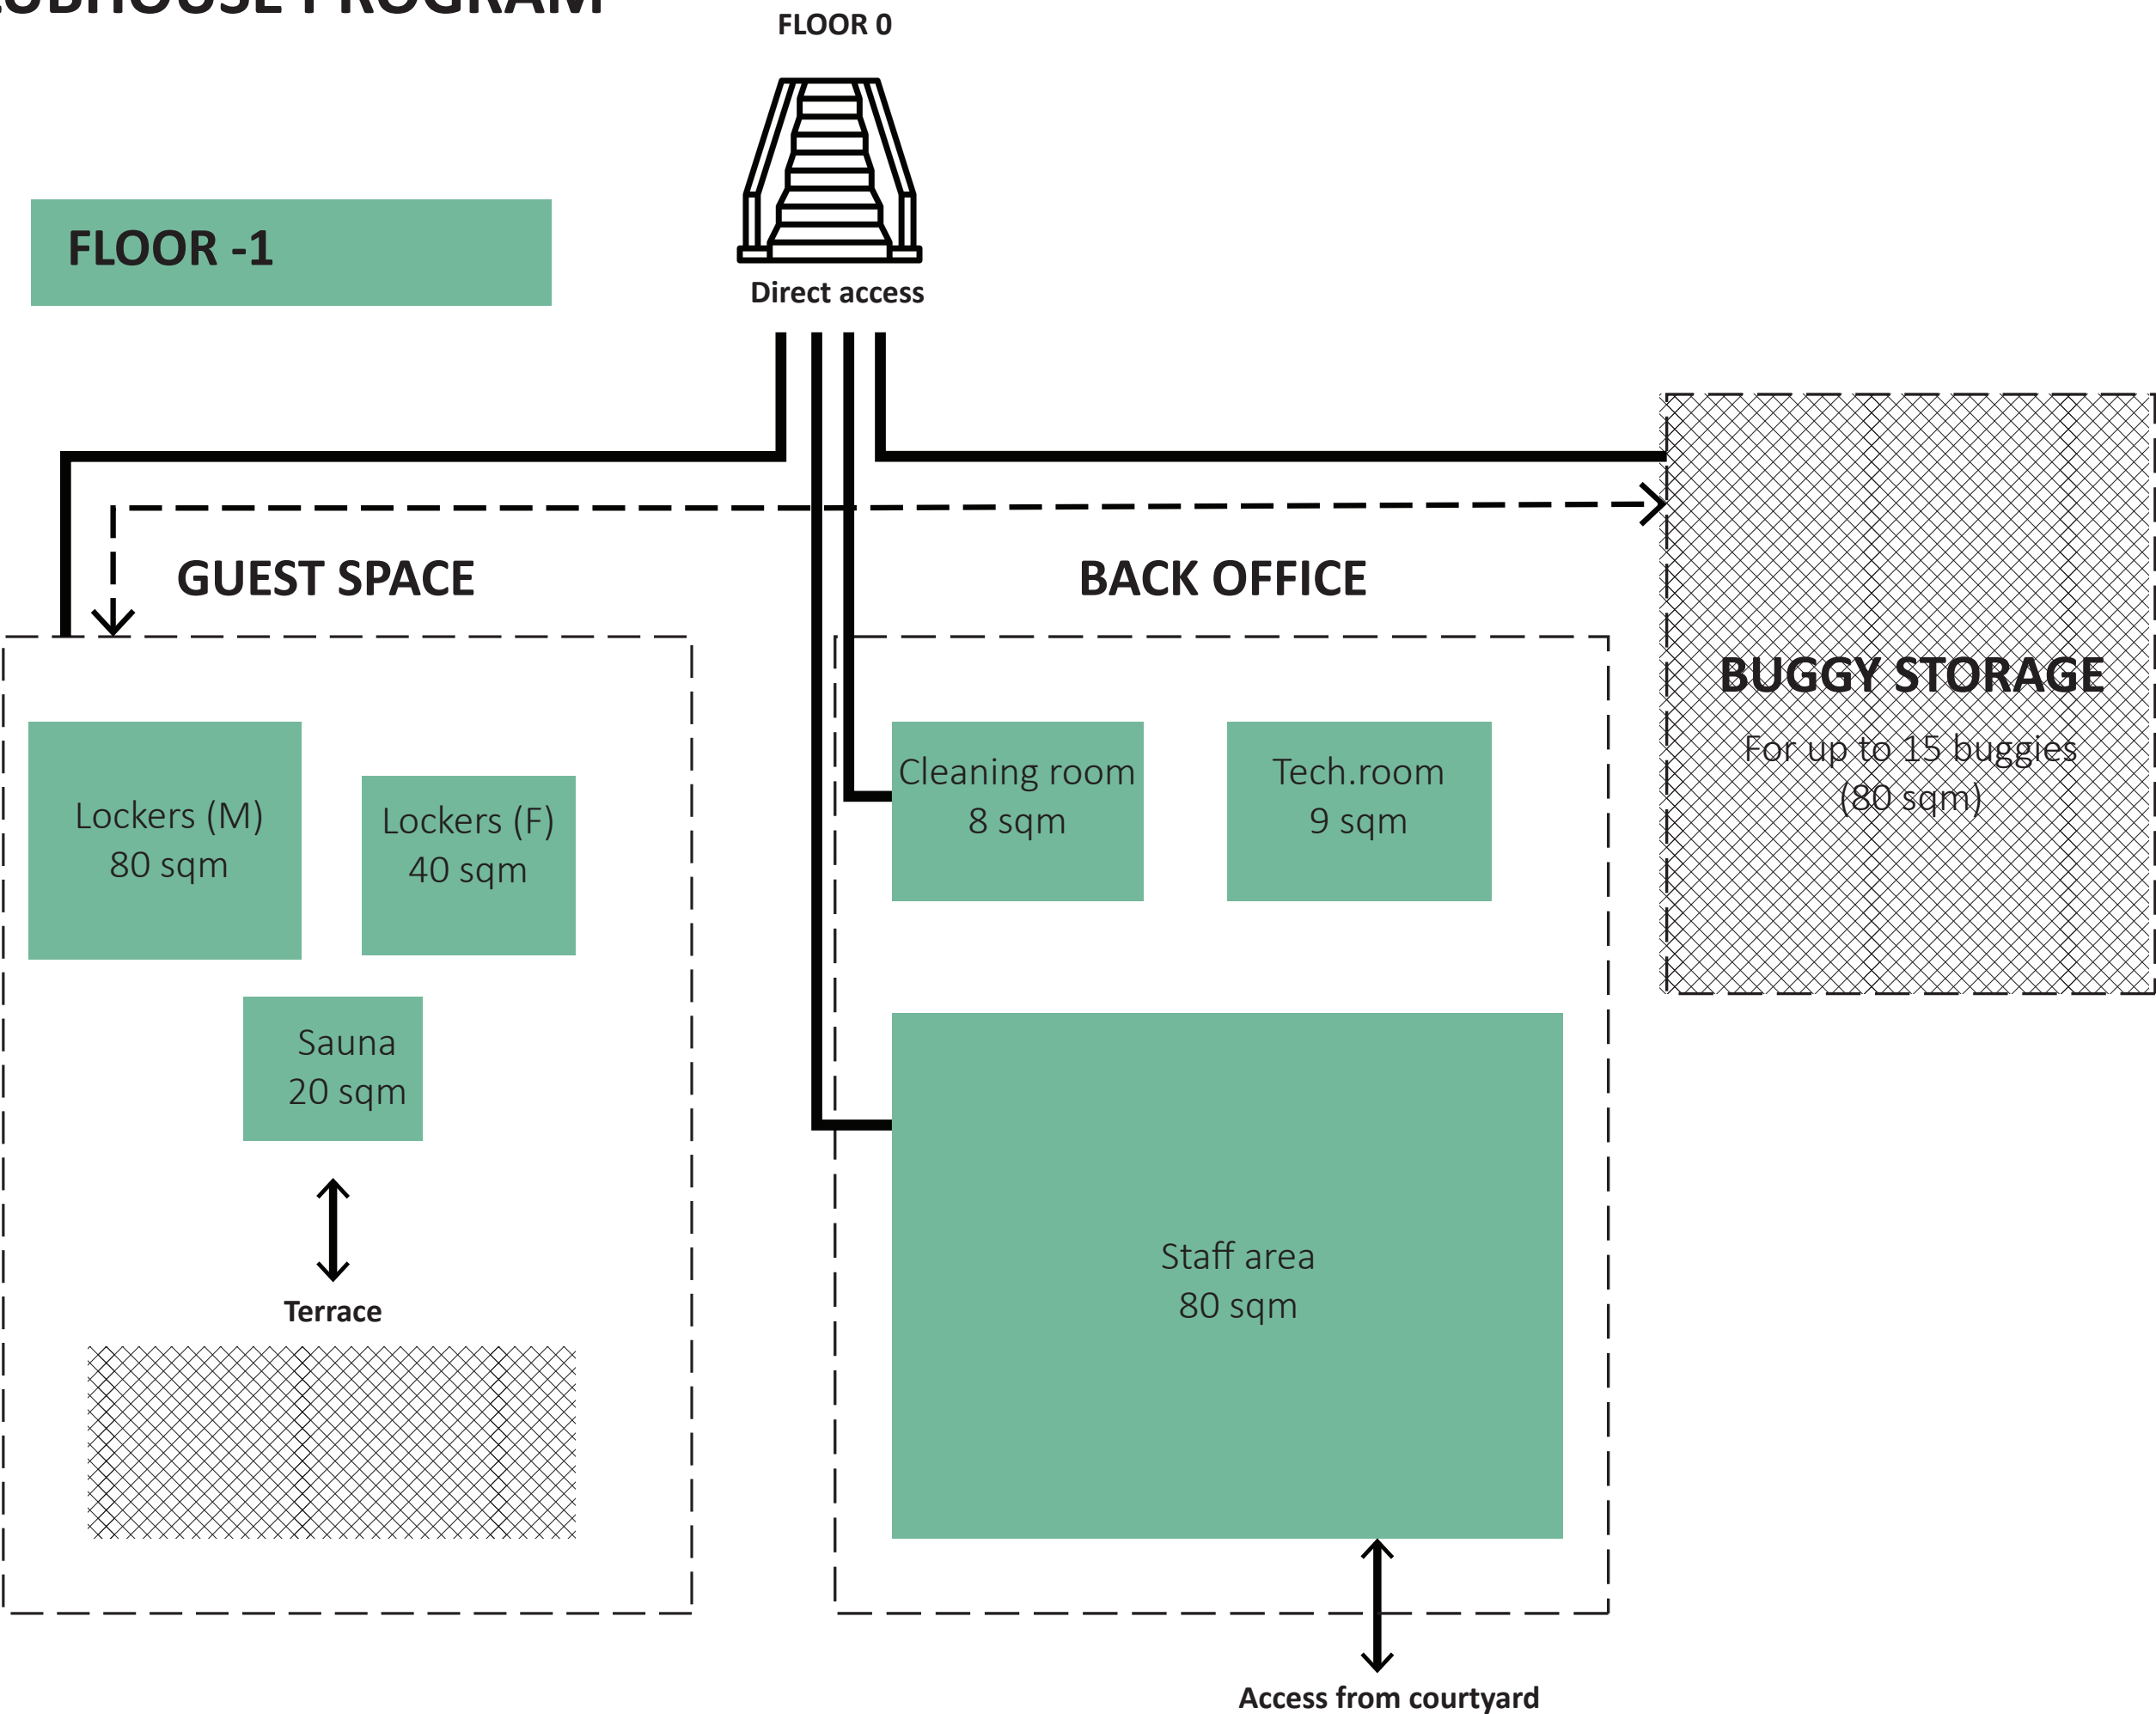 PROGRAM
FLOOR 0
FLOOR -1
Direct access
GUEST SPACE
BACK OFFICE
BUGGY STORAGE
For up to 15 buggies
(80 sqm)
Lockers (M)
80 sqm
Lockers (F)
40 sqm
Cleaning room
8 sqm
Tech.room
9 sqm
Sauna
20 sqm
Terrace
Staff area
80 sqm
Access from courtyard